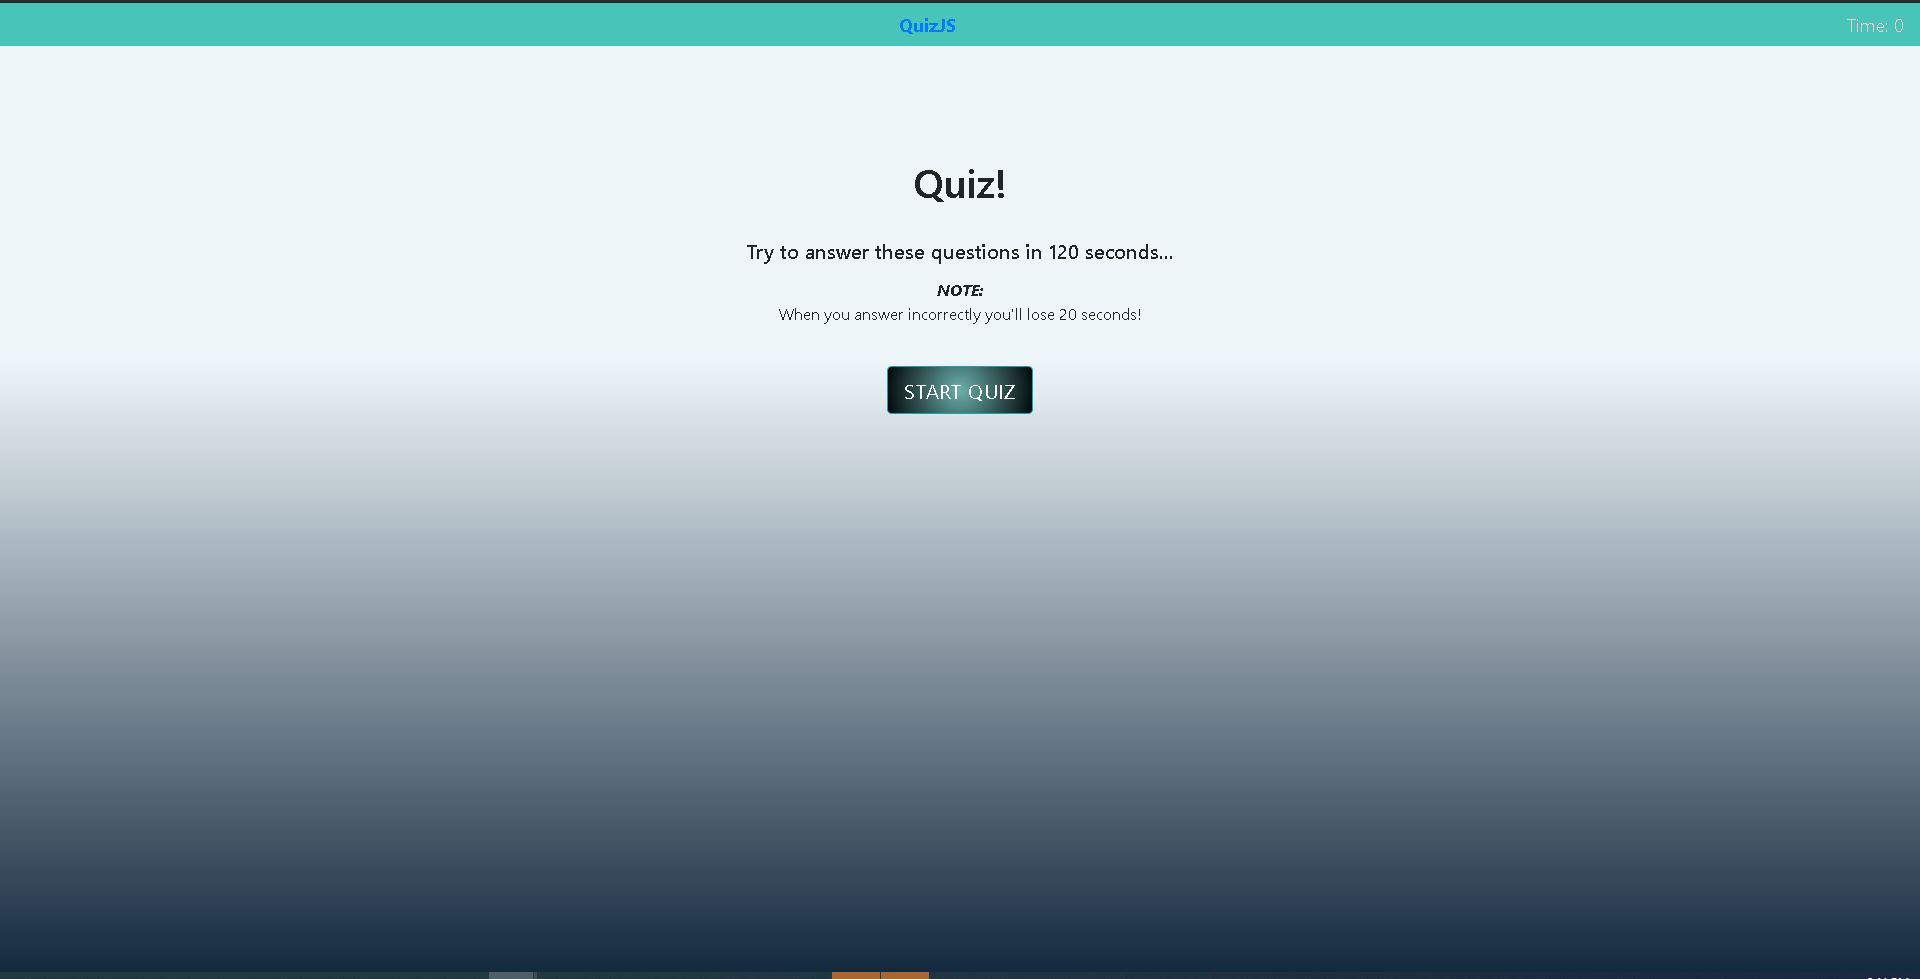 QuizJS
Time: 0
Quiz!
Try to answer these questions in 120 seconds...
NOTE:
When you answer incorrectly you'll lose 20 seconds!
START QUIZ